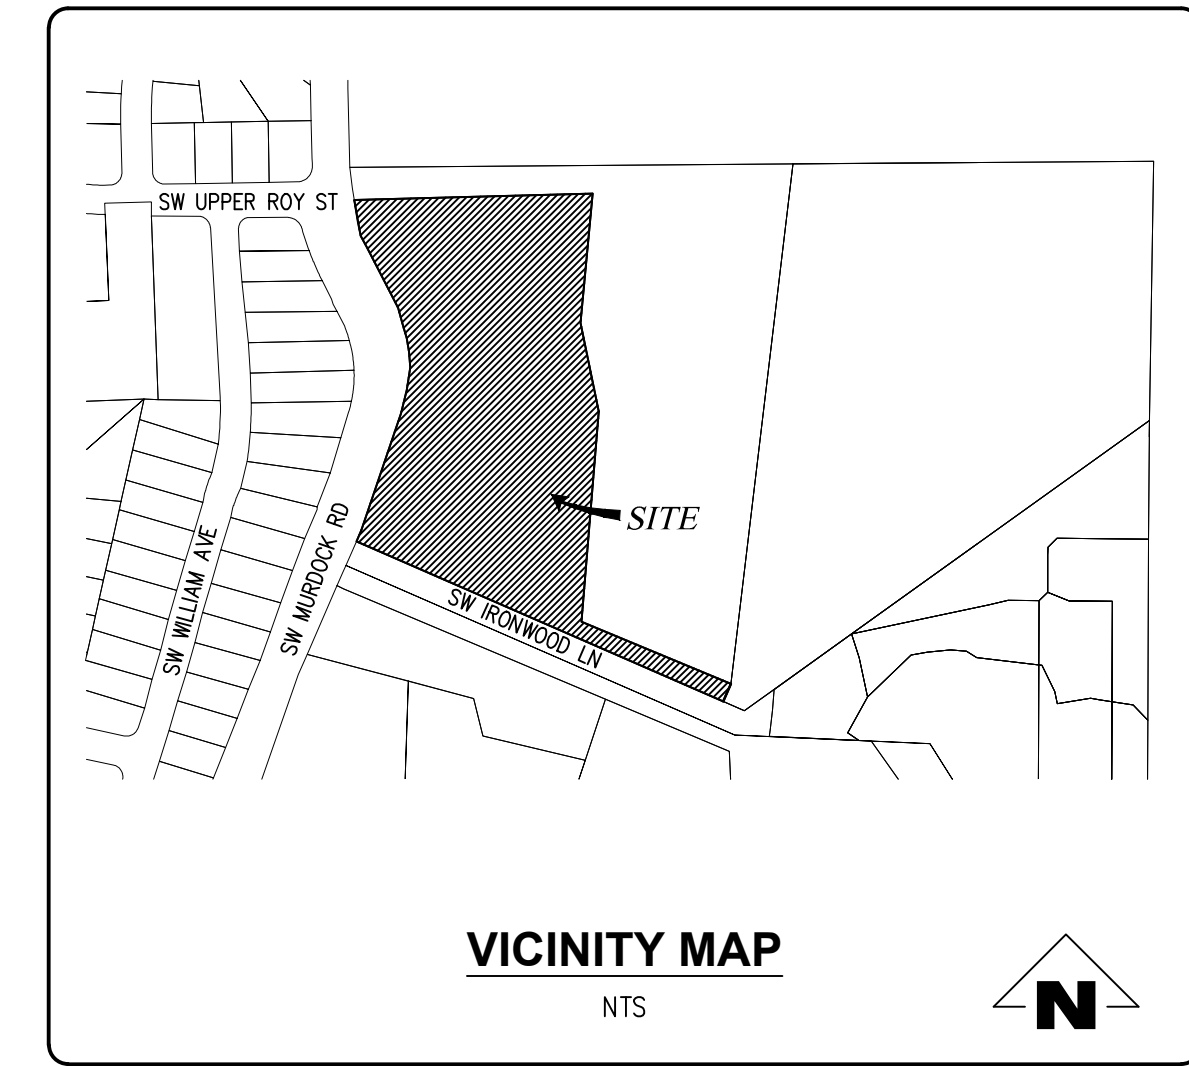 SW UPPER ROY ST
SITE
SW MURDOCK RD
SW WILLIAM AVE
SW IRONWOOD LN
VICINITY MAP
NTS
N